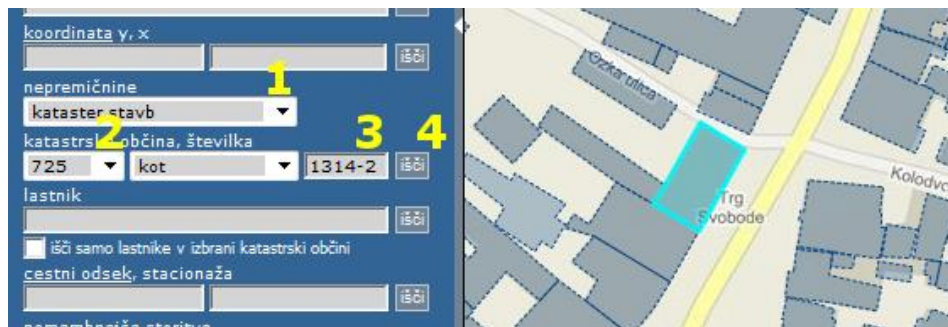 koordinata y, x
išči
nepremičnine
1
kataster stavb
2
katastrska občina, številka
3
4
725
kot
1314-2
išči
lastnik
išči
išči samo lastnike v izbrani katastrski občini
cestni odsek, stacionaža
išči
Ozka ulica
Trg
Svobode